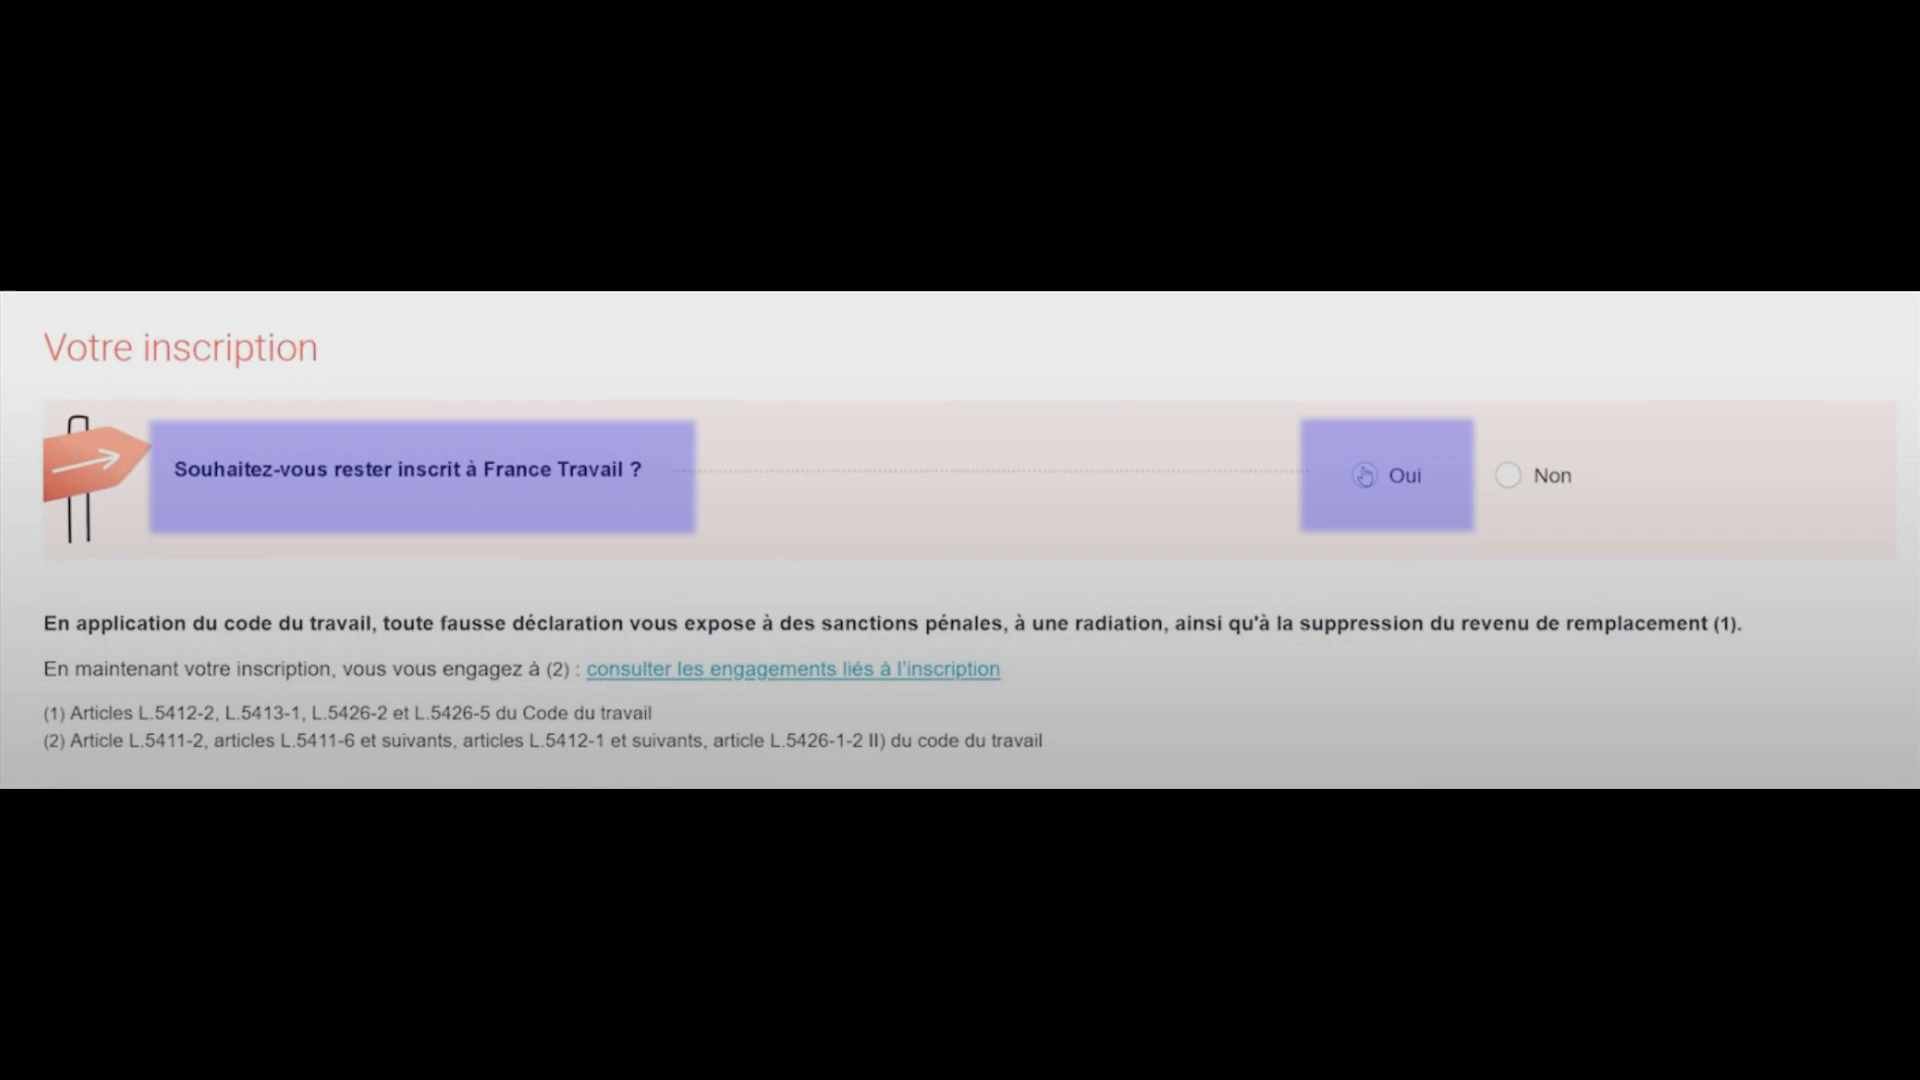 Votre inscription
Souhaitez-vous rester inscrit à France Travail ? Oui Non
En application du code du travail, toute fausse déclaration vous expose à des sanctions pénales, à une radiation, ainsi qu'à la suppression du revenu de remplacement (1).
En maintenant votre inscription, vous vous engagez à (2) : consulter les engagements liés à l'inscription
(1) Articles L.5412-2, L.5413-1, L.5426-2 et L.5426-5 du Code du travail
(2) Article L.5411-2, articles L.5411-6 et suivants, articles L.5412-1 et suivants, article L.5426-1-2 II) du code du travail